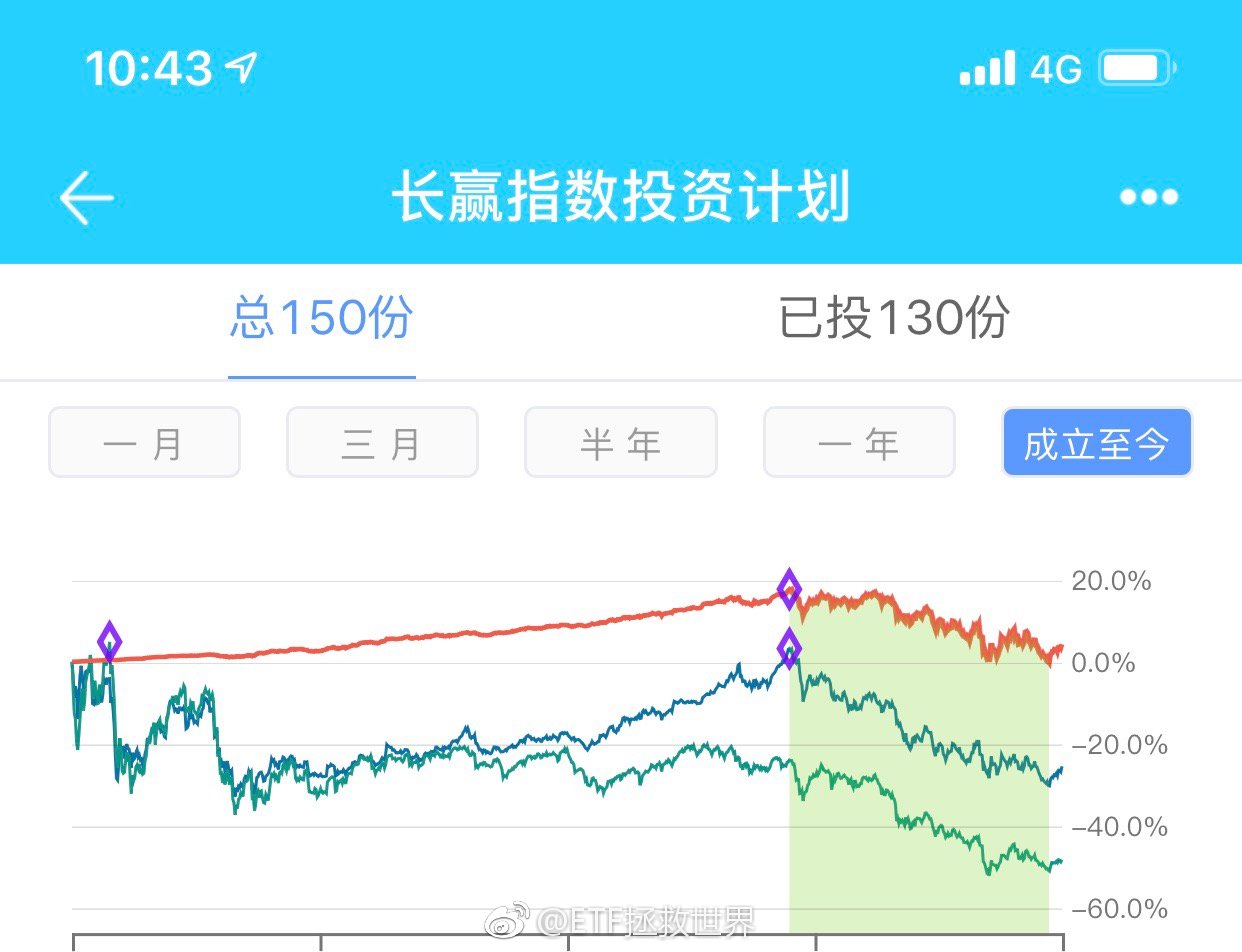 10:43 4G
长赢指数投资计划
总150份 已投130份
一月 三月 半年 一年 成立至今
20.0%
0.0%
−20.0%
−40.0%
−60.0%
@ETF拯救世界